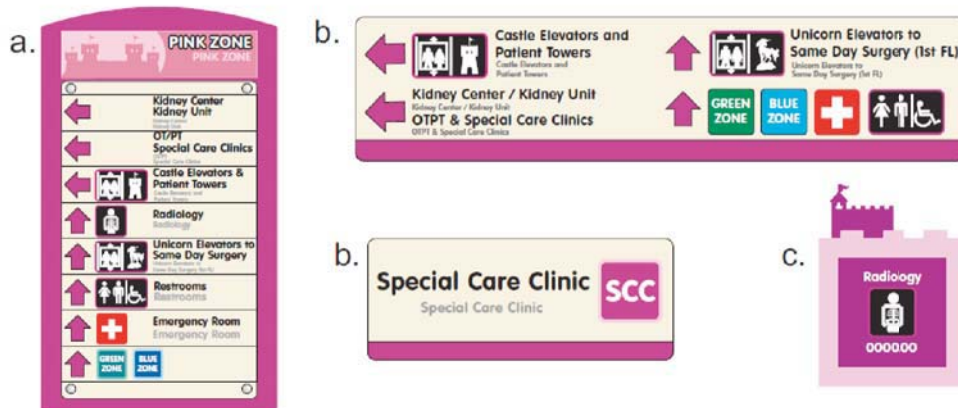 a.
PINK ZONE
PINK ZONE
Kidney Center
Kidney Unit
OT/PT
Special Care Clinics
Castle Elevators &
Patient Towers
Radiology
Radiology
Unicorn Elevators to
Same Day Surgery
Restrooms
Restrooms
Emergency Room
Emergency Room
GREEN ZONE
BLUE ZONE
b.
Castle Elevators and
Patient Towers
Castle Elevators and
Patient Towers
Kidney Center / Kidney Unit
Kidney Center / Kidney Unit
OTPT & Special Care Clinics
OTPT & Special Care Clinics
Unicorn Elevators to
Same Day Surgery (1st FL)
Unicorn Elevators to
Same Day Surgery (1st FL)
GREEN ZONE
BLUE ZONE
b.
Special Care Clinic
Special Care Clinic
SCC
c.
Radiology
000000